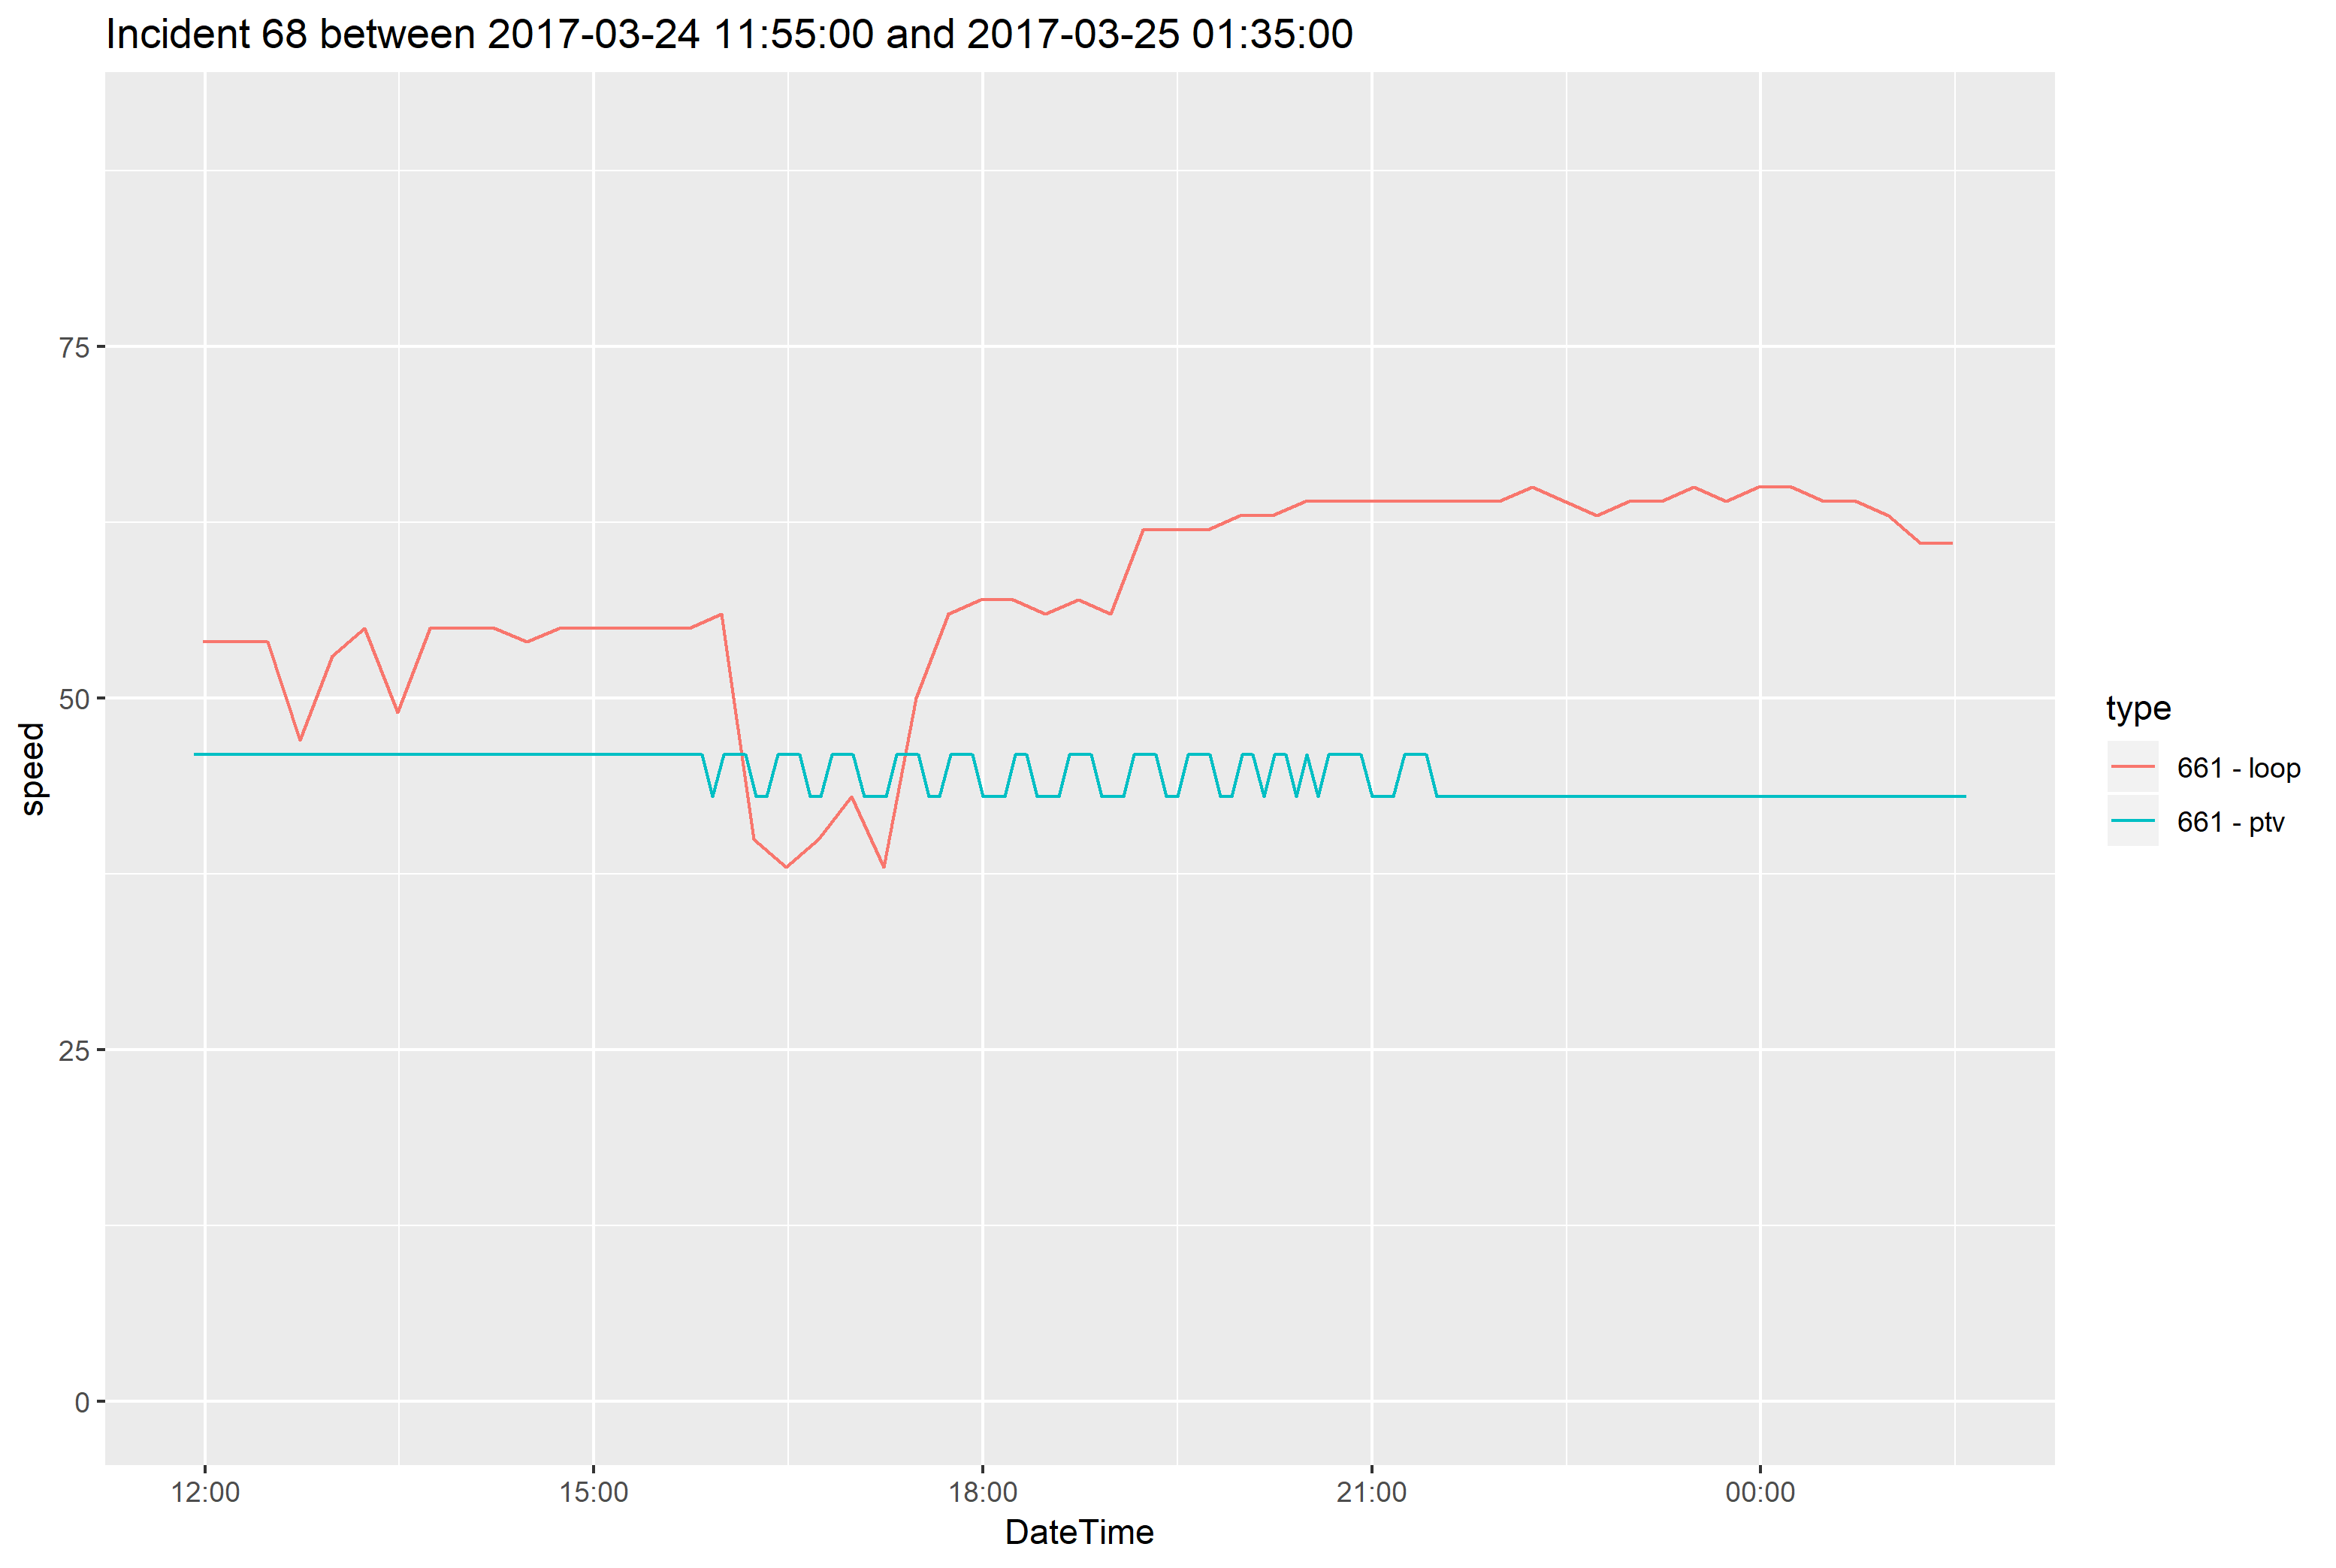 Incident 68 between 2017-03-24 11:55:00 and 2017-03-25 01:35:00
75
50
25
0
speed
12:00 15:00 18:00 21:00 00:00
DateTime
type
661 - loop
661 - ptv